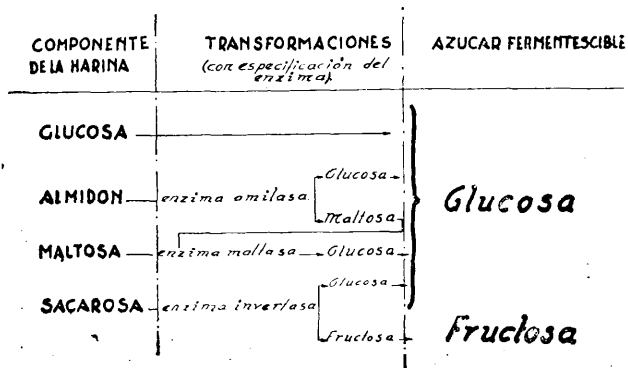 COMPONENTE DE LA HARINA
TRANSFORMACIONES
(con especificación del enzima).
AZUCAR FERMENTESCIBLE
GLUCOSA
ALMIDON
enzima amilasa
Glucosa
Maltosa
MALTOSA
enzima maltasa
Glucosa
SACAROSA
enzima invertasa
Glucosa
Fructosa
Glucosa
Fructosa